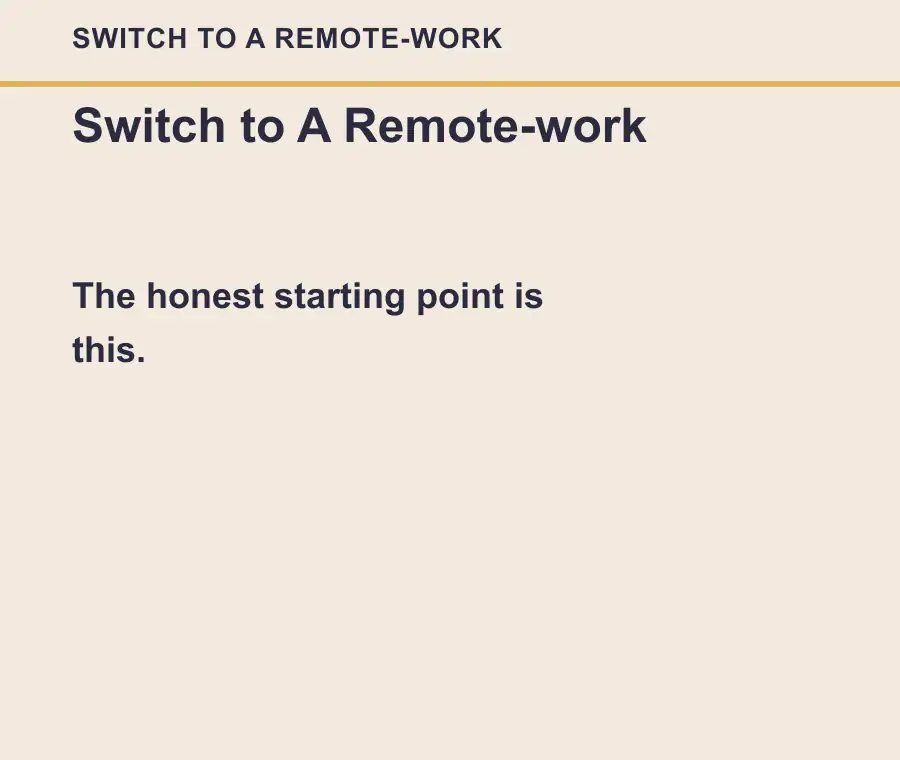 SWITCH TO A REMOTE-WORK
Switch to A Remote-work
The honest starting point is
this.